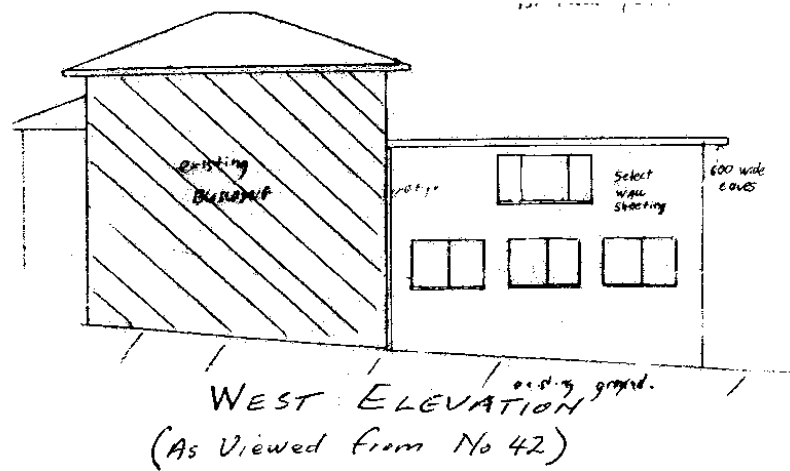 existing
BUILDING
Select
WALL
Sheeting
600 wide
eaves
existing ground.
WEST ELEVATION
(As Viewed from No 42)